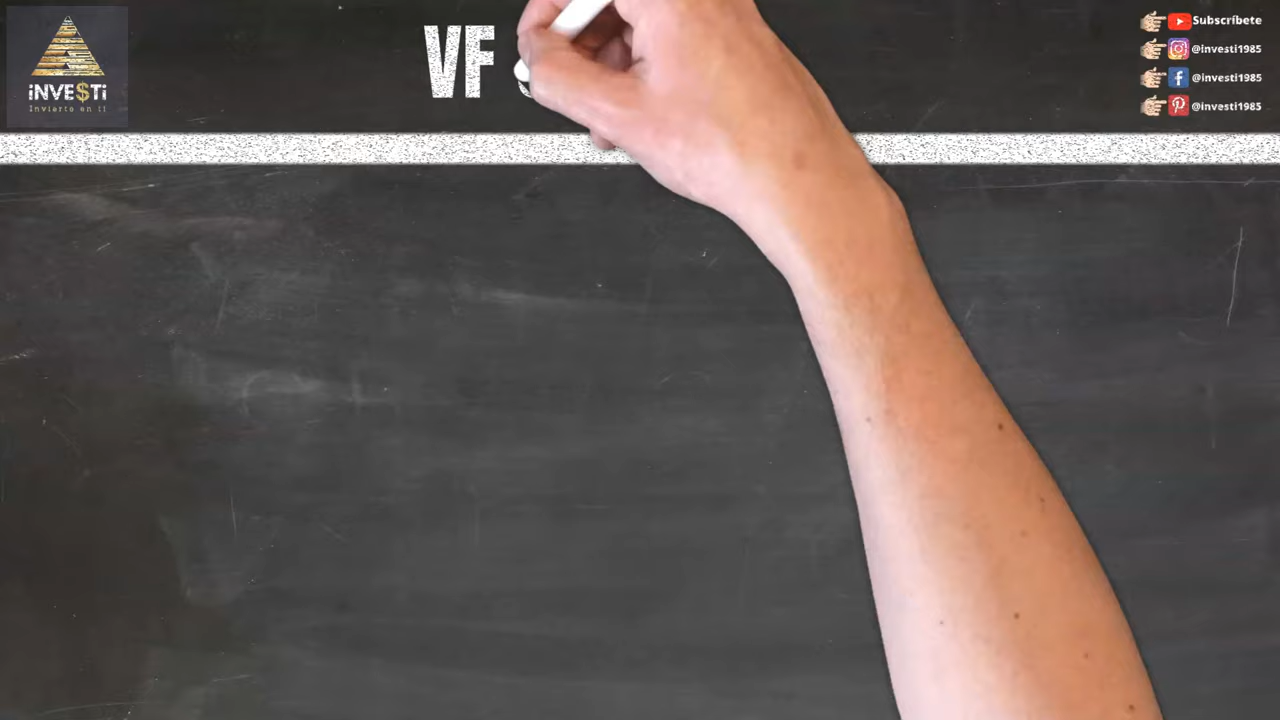 VF
iNVE$Ti
Invierto en ti
Subscríbete
@investi1985
@investi1985
@investi1985